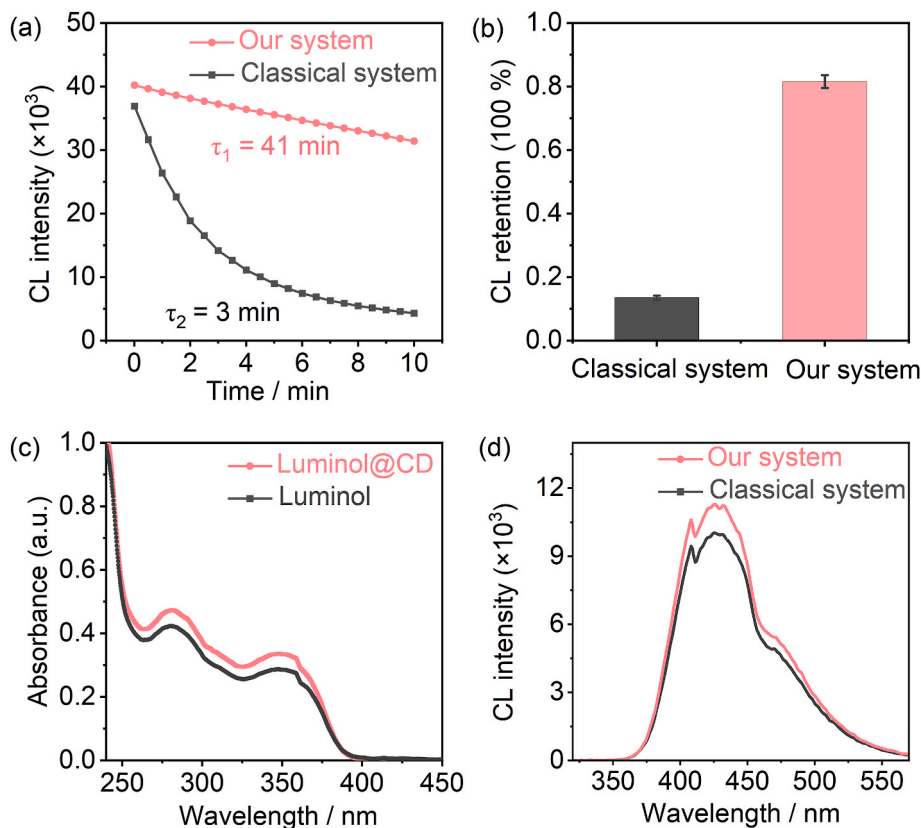 (a)
Our system
Classical system
τ₁ = 41 min
τ₂ = 3 min
CL intensity (×10³)
50
40
30
20
10
0
0 2 4 6 8 10
Time / min
(b)
CL retention (100 %)
1.0
0.8
0.6
0.4
0.2
0.0
Classical system Our system
(c)
Luminol@CD
Luminol
Absorbance (a.u.)
1.0
0.8
0.6
0.4
0.2
0.0
240 300 350 400 450
Wavelength / nm
(d)
Our system
Classical system
CL intensity (×10³)
12
9
6
3
0
350 400 450 500 550
Wavelength / nm